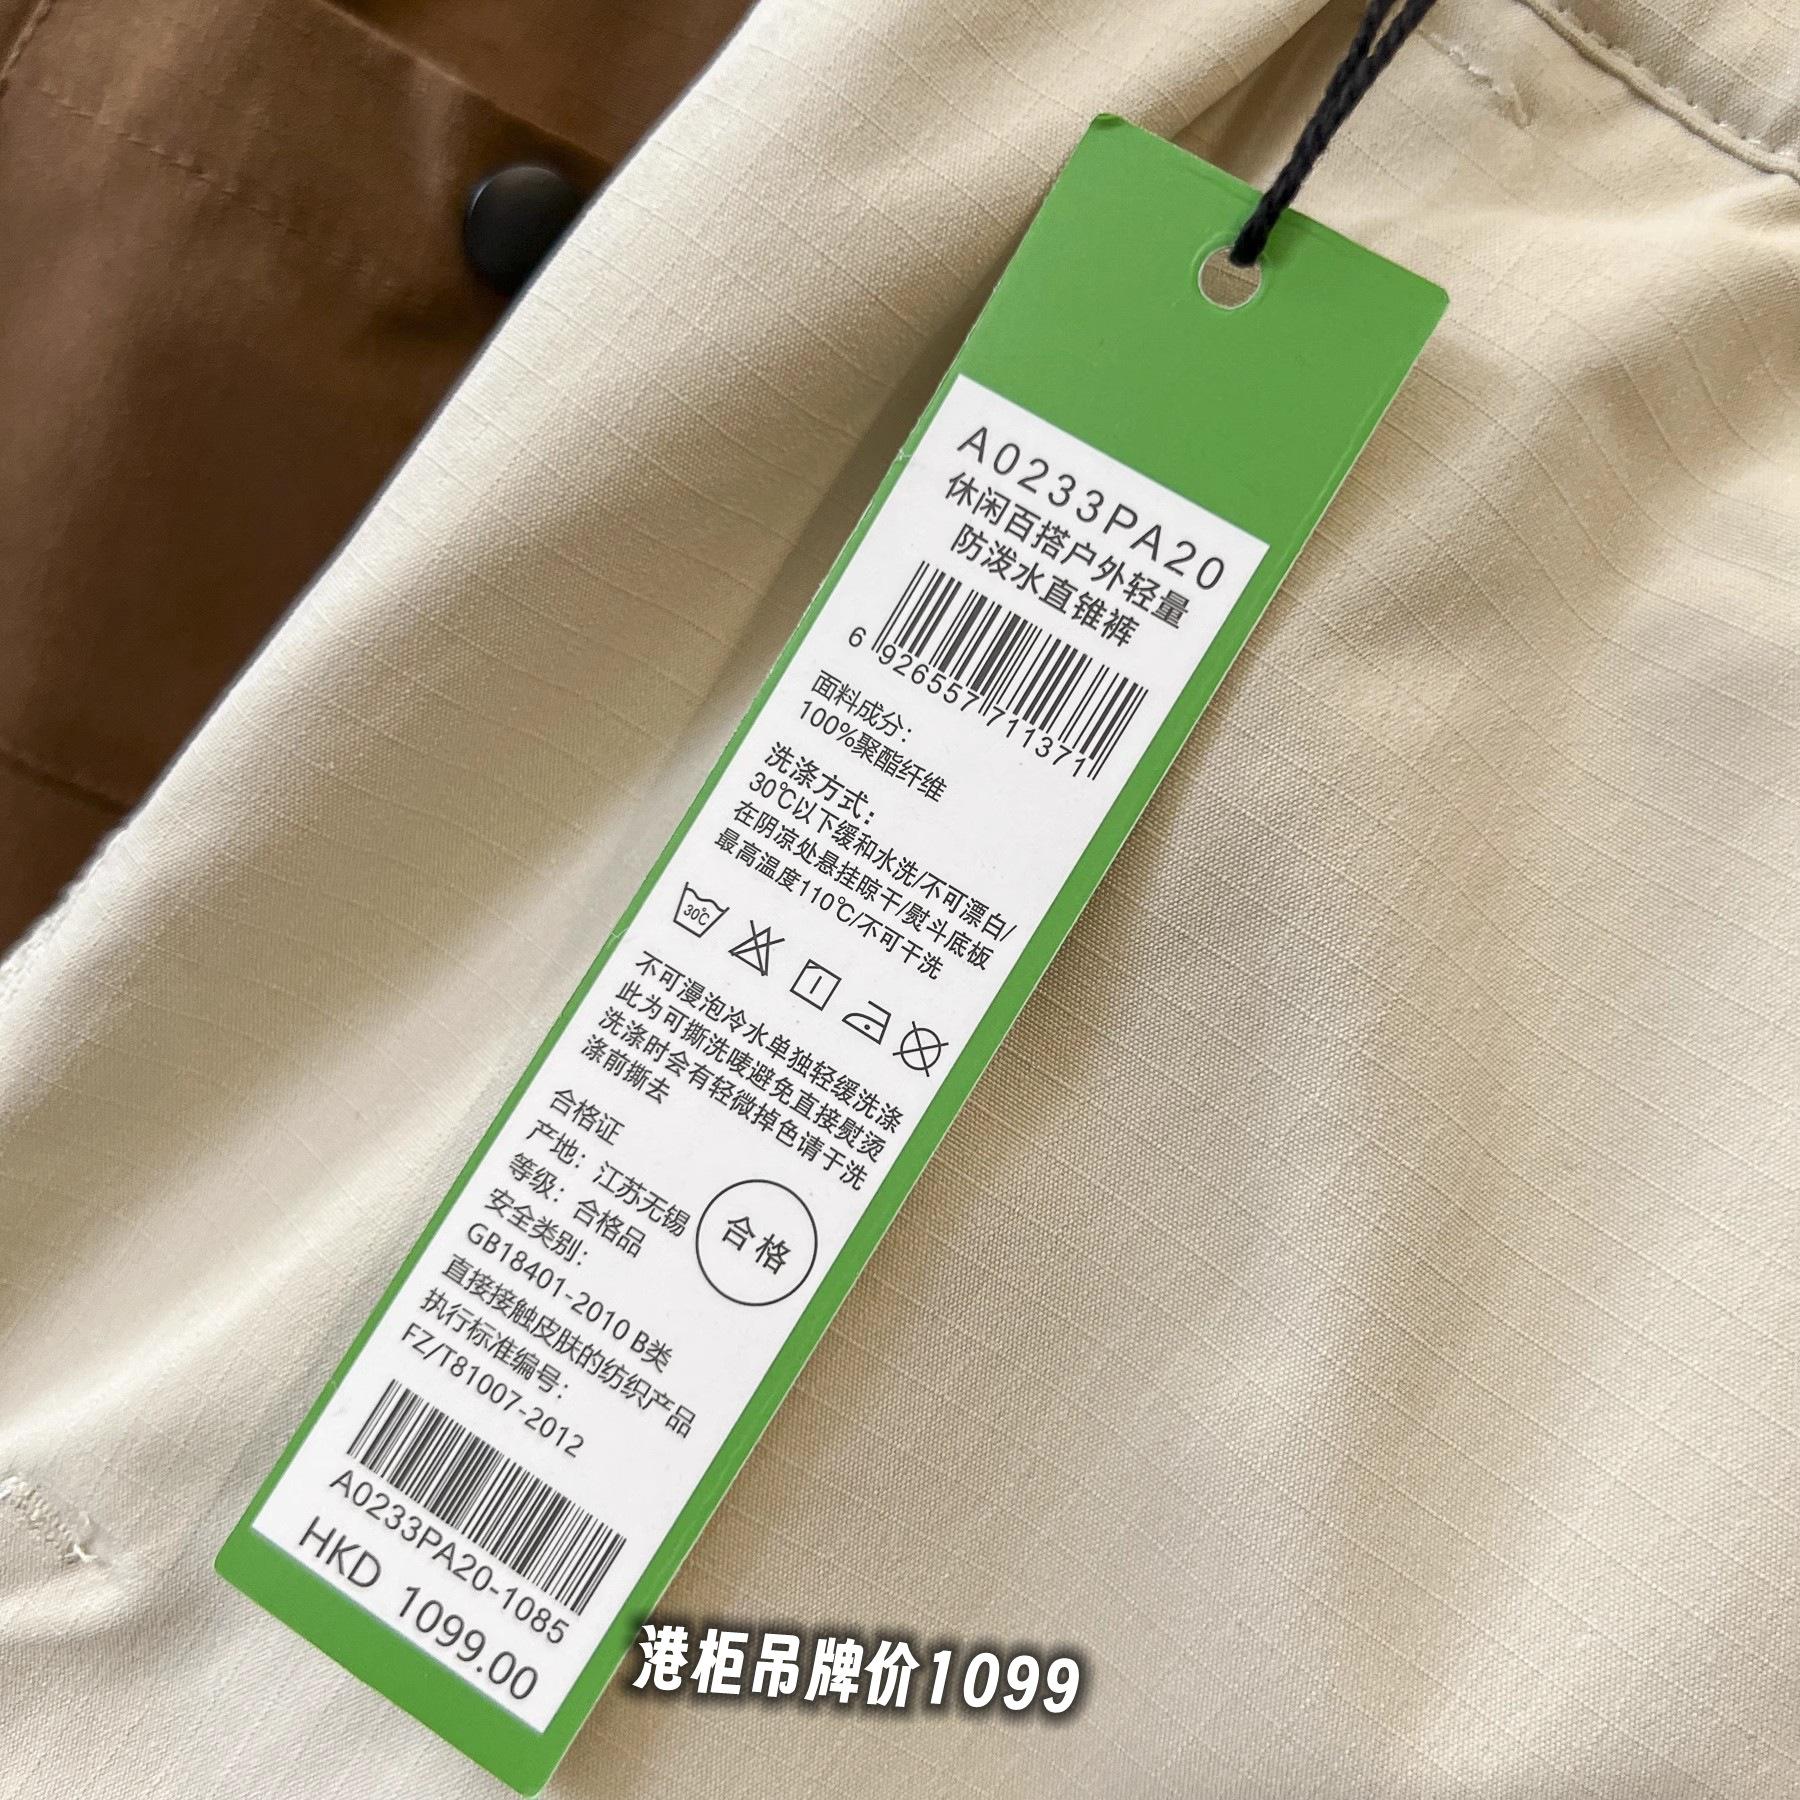 A0233PA20
休闲百搭户外轻量
防泼水直锥裤
6 926557 711371
面料成分：
100%聚酯纤维
洗涤方式：
30℃以下缓和水洗/不可漂白/
在阴凉处悬挂晾干/熨斗底板
最高温度110℃/不可干洗
30℃
不可漫泡冷水单独轻缓洗涤
此为可撕洗唛避免直接熨烫
洗涤时会有轻微掉色请于洗
涤前撕去
合格证
产地：江苏无锡
等级：合格品
合格
安全类别：
GB18401-2010 B类
直接接触皮肤的纺织产品
执行标准编号：
FZ/T81007-2012
A0233PA20-1085
HKD 1099.00
港柜吊牌价1099